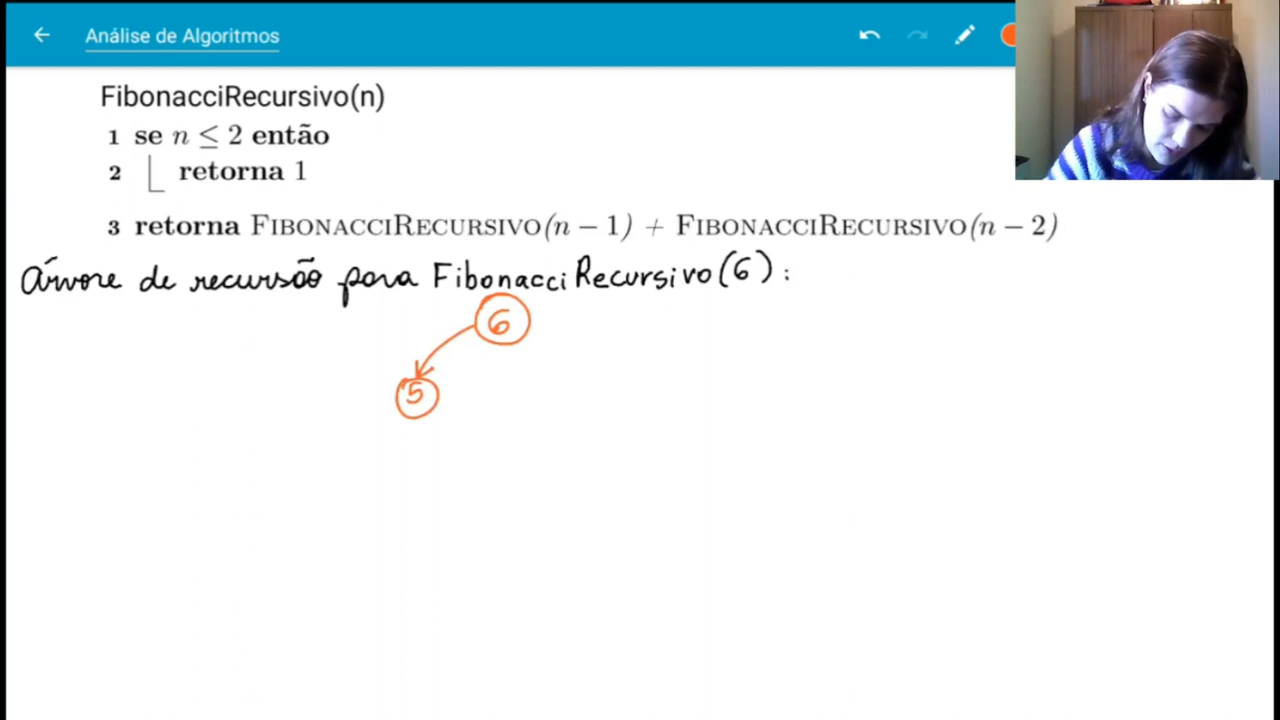 Análise de Algoritmos
FibonacciRecursivo(n)
1 se n ≤ 2 então
2 retorna 1
3 retorna FIBONACCIRECURSIVO(n − 1) + FIBONACCIRECURSIVO(n − 2)
Árvore de recursão para FibonacciRecursivo(6):
6
5